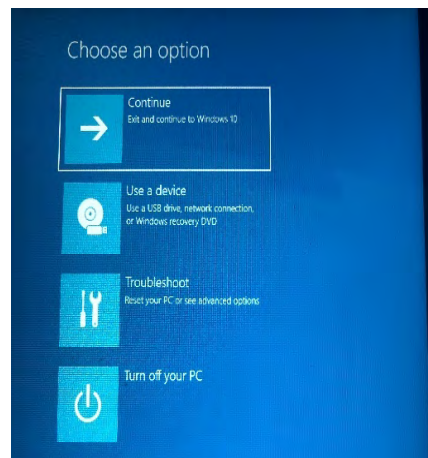 Choose an option
Continue
Exit and continue to Windows 10
Use a device
Use a USB drive, network connection,
or Windows recovery DVD
Troubleshoot
Reset your PC or see advanced options
Turn off your PC